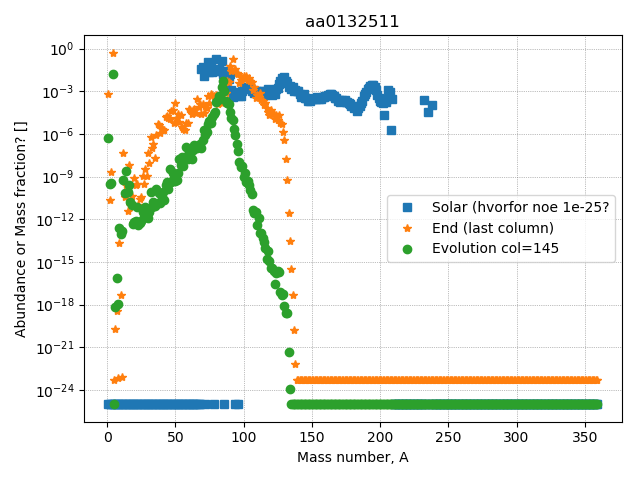 aa0132511
10^0
10^-3
10^-6
10^-9
10^-12
10^-15
10^-18
10^-21
10^-24
Abundance or Mass fraction? []
Solar (hvorfor noe 1e-25?
End (last column)
Evolution col=145
0 50 100 150 200 250 300 350
Mass number, A